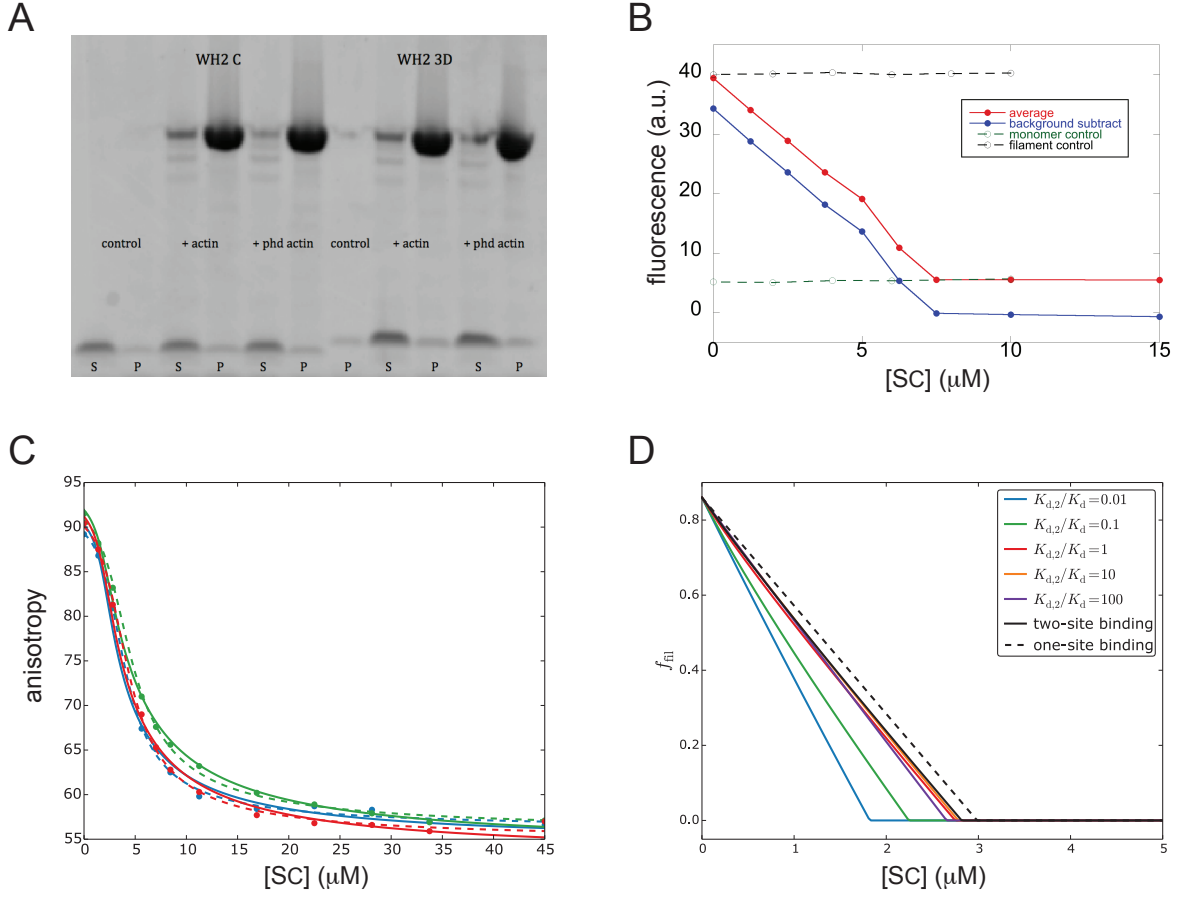 A
WH2 C
WH2 3D
control
+ actin
+ phd actin
control
+ actin
+ phd actin
S
P
S
P
S
P
P
S
P
S
P
B
fluorescence (a.u.)
40
30
20
10
0
average
background subtract
monomer control
filament control
0
5
10
15
[SC] (μM)
C
anisotropy
95
90
85
80
75
70
65
60
55
0
5
10
15
20
25
30
35
40
45
[SC] (μM)
D
f_fil
0.8
0.6
0.4
0.2
0.0
K_d,2/K_d=0.01
K_d,2/K_d=0.1
K_d,2/K_d=1
K_d,2/K_d=10
K_d,2/K_d=100
two-site binding
one-site binding
0
1
2
3
4
5
[SC] (μM)